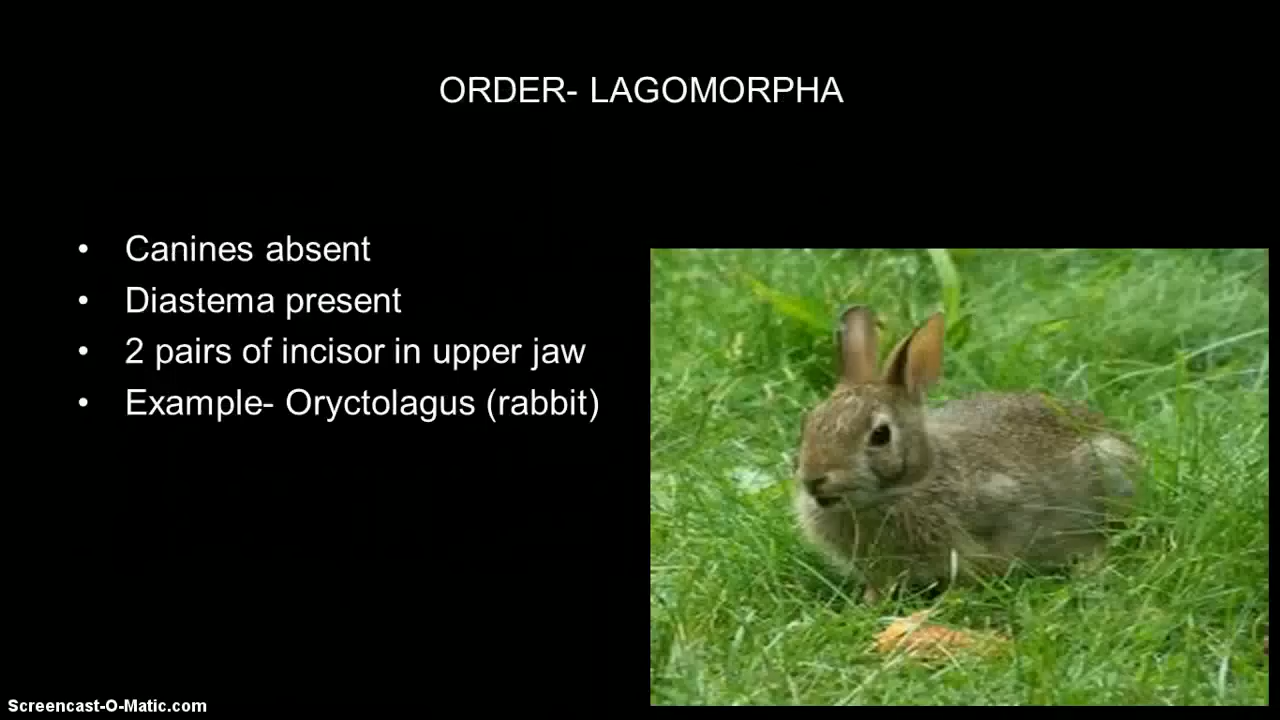 ORDER- LAGOMORPHA
• Canines absent
• Diastema present
• 2 pairs of incisor in upper jaw
• Example- Oryctolagus (rabbit)
Screencast-O-Matic.com